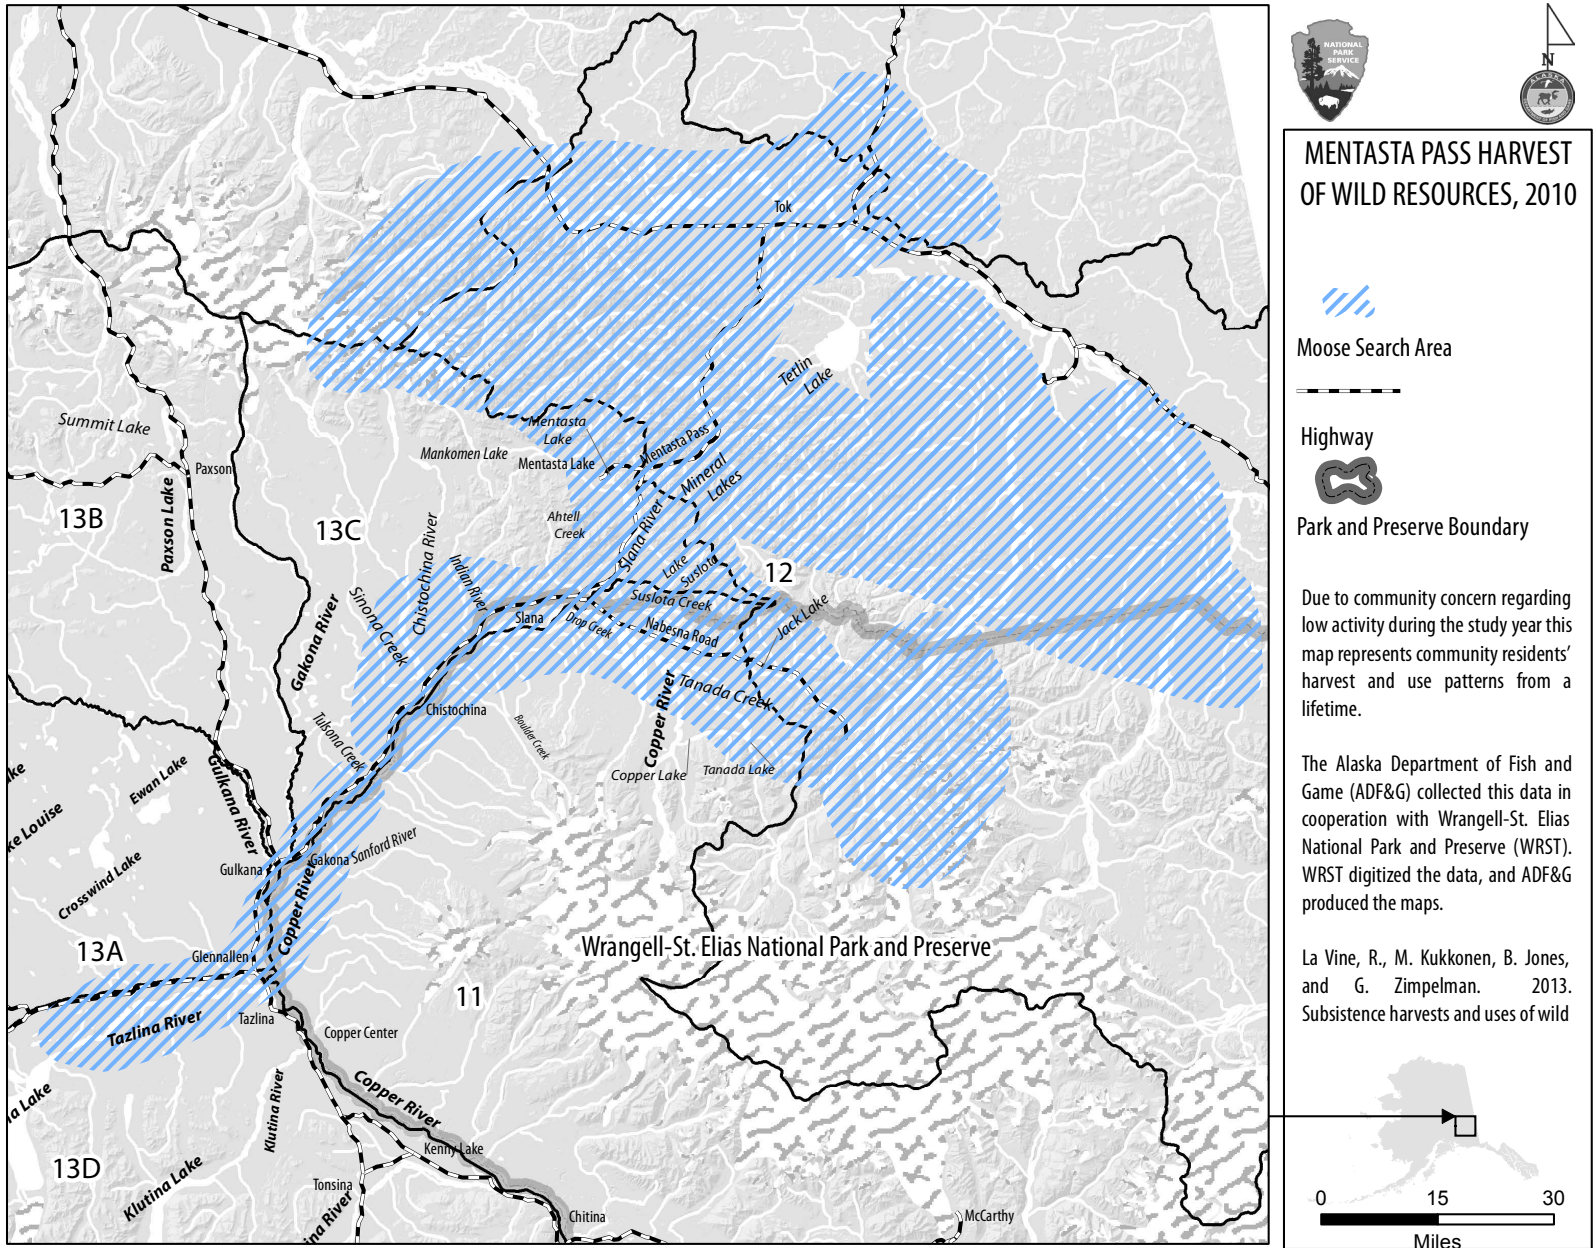 NATIONAL
PARK
SERVICE
N
ALASKA
MENTASTA PASS HARVEST
OF WILD RESOURCES, 2010
Moose Search Area
Highway
Park and Preserve Boundary
Due to community concern regarding
low activity during the study year this
map represents community residents'
harvest and use patterns from a
lifetime.
The Alaska Department of Fish and
Game (ADF&G) collected this data in
cooperation with Wrangell-St. Elias
National Park and Preserve (WRST).
WRST digitized the data, and ADF&G
produced the maps.
La Vine, R., M. Kukkonen, B. Jones,
and G. Zimpelman. 2013.
Subsistence harvests and uses of wild
0 15 30
Miles
Tok
Tetlin
Lake
Summit Lake
Paxson
Paxson Lake
13B
13C
Mentasta
Lake
Mankomen Lake
Mentasta Lake
Mentasta Pass
Mineral
Lakes
Ahtell
Creek
Slana River
Chistochina River
Indian River
Sinona Creek
Gakona River
Lake
Suslota
12
Suslota Creek
Slana
Drop Creek
Nabesna Road
Jack Lake
Tanada Creek
Copper River
Chistochina
Boulder Creek
Tulsona Creek
Copper Lake
Tanada Lake
Gulkana River
Ewan Lake
ke
ke Louise
Crosswind Lake
Gulkana
Gakona
Sanford River
Copper River
13A
Glennallen
Wrangell-St. Elias National Park and Preserve
11
Tazlina River
Tazlina
Copper Center
Copper River
na Lake
Klutina River
Kenny Lake
13D
Klutina Lake
Tonsina
ina River
Chitina
McCarthy